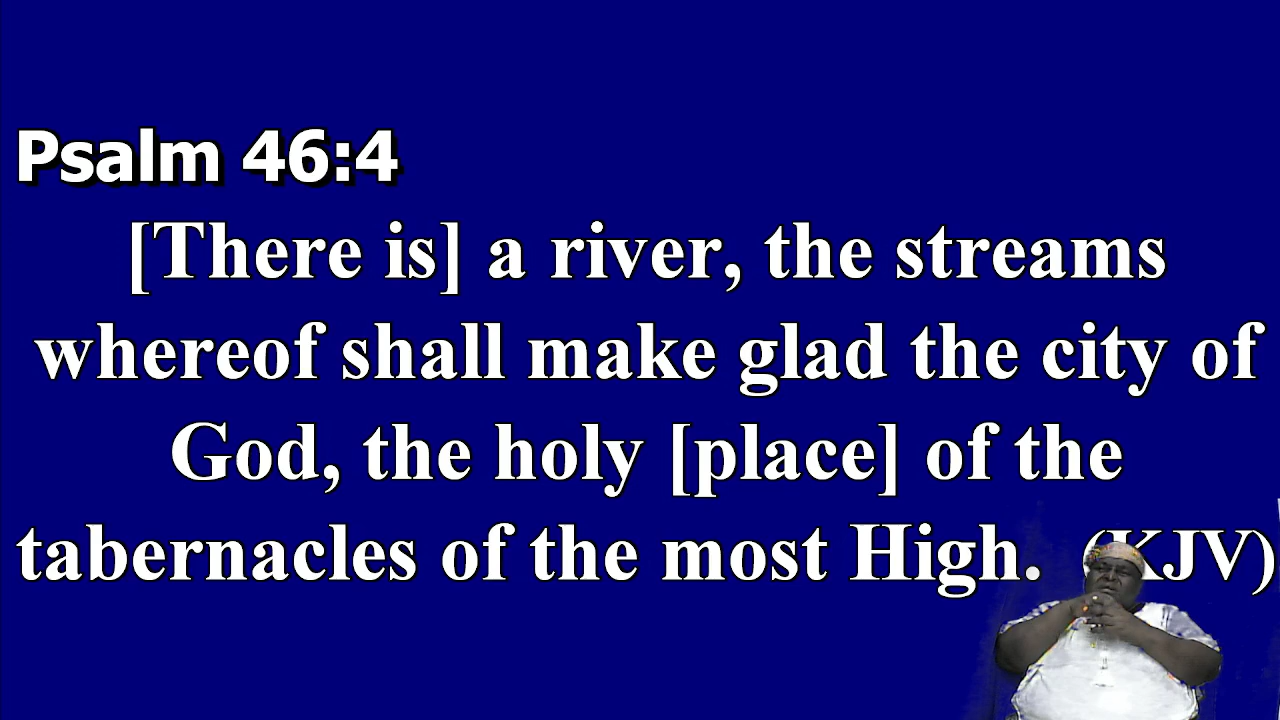 Psalm 46:4
[There is] a river, the streams
whereof shall make glad the city of
God, the holy [place] of the
tabernacles of the most High. (KJV)